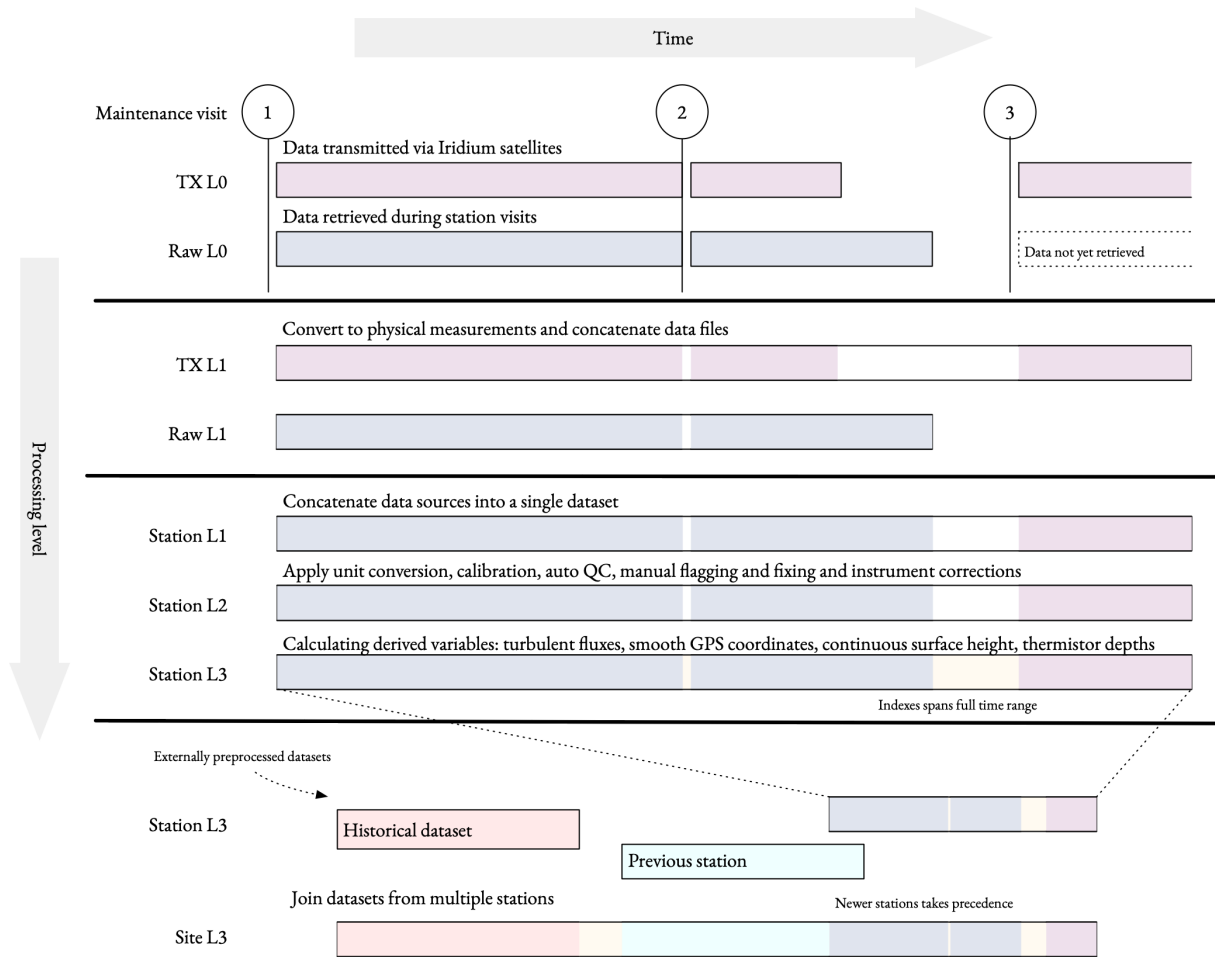 Time
Maintenance visit
1
2
3
Data transmitted via Iridium satellites
TX L0
Data retrieved during station visits
Raw L0
Data not yet retrieved
Convert to physical measurements and concatenate data files
TX L1
Raw L1
Processing level
Concatenate data sources into a single dataset
Station L1
Apply unit conversion, calibration, auto QC, manual flagging and fixing and instrument corrections
Station L2
Calculating derived variables: turbulent fluxes, smooth GPS coordinates, continuous surface height, thermistor depths
Station L3
Indexes spans full time range
Externally preprocessed datasets
Station L3
Historical dataset
Previous station
Join datasets from multiple stations
Newer stations takes precedence
Site L3